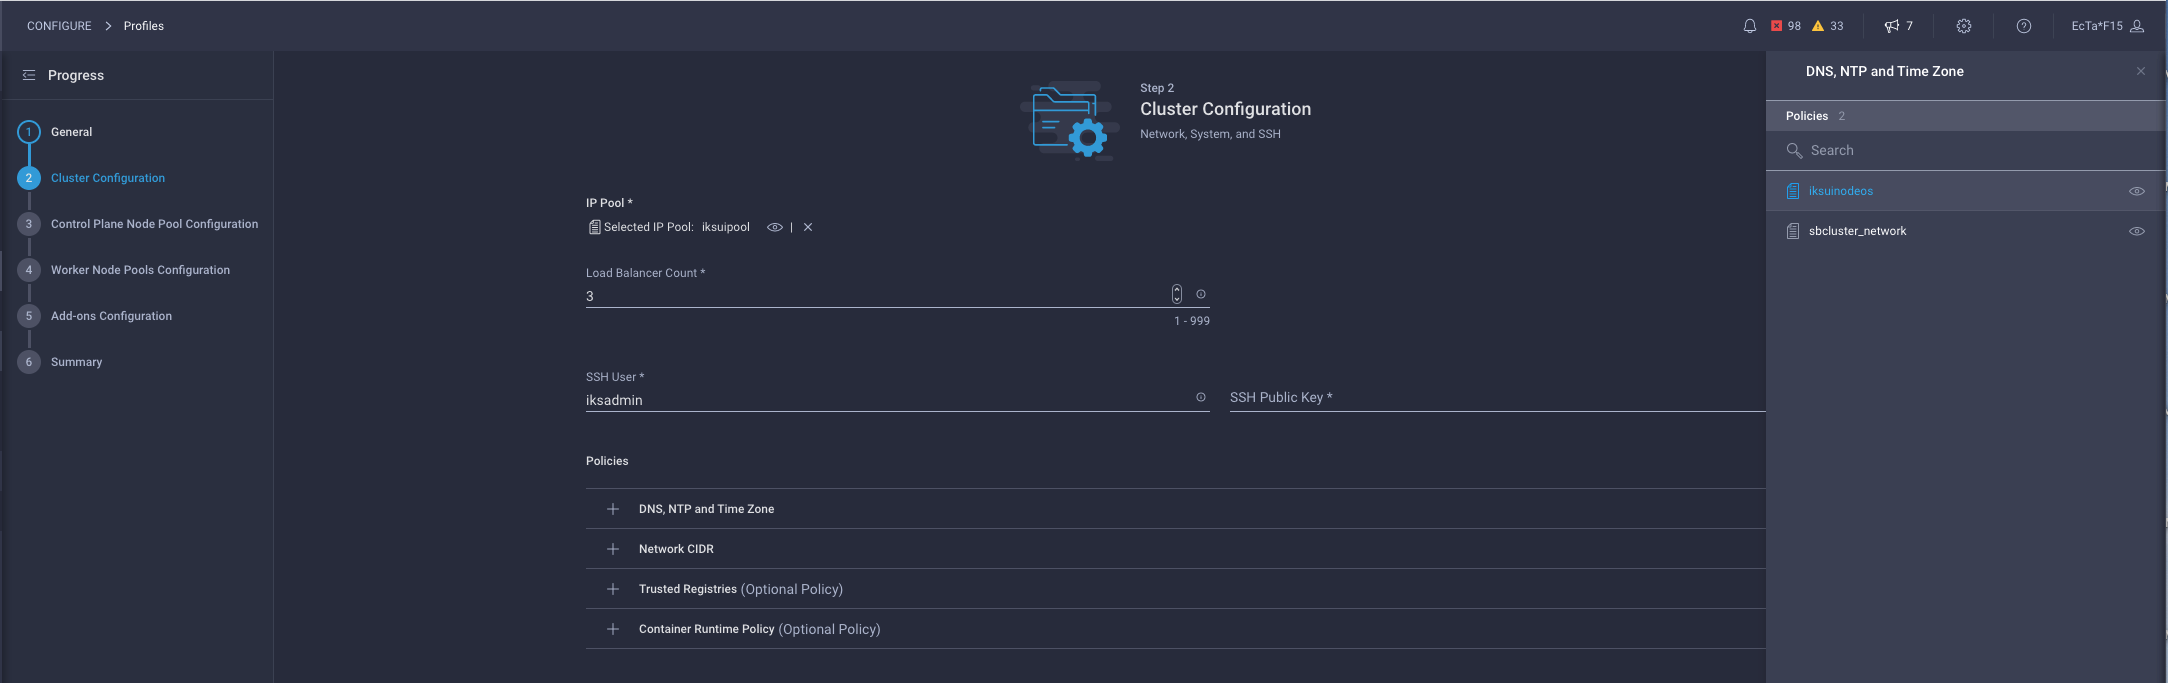 CONFIGURE > Profiles
98 33 7 EcTa*F15
Progress
1 General
2 Cluster Configuration
3 Control Plane Node Pool Configuration
4 Worker Node Pools Configuration
5 Add-ons Configuration
6 Summary
Step 2
Cluster Configuration
Network, System, and SSH
IP Pool *
Selected IP Pool: iksuipool |
Load Balancer Count *
3
1 - 999
SSH User *
iksadmin
SSH Public Key *
Policies
DNS, NTP and Time Zone
Network CIDR
Trusted Registries (Optional Policy)
Container Runtime Policy (Optional Policy)
DNS, NTP and Time Zone
Policies 2
Search
iksuinodeos
sbcluster_network